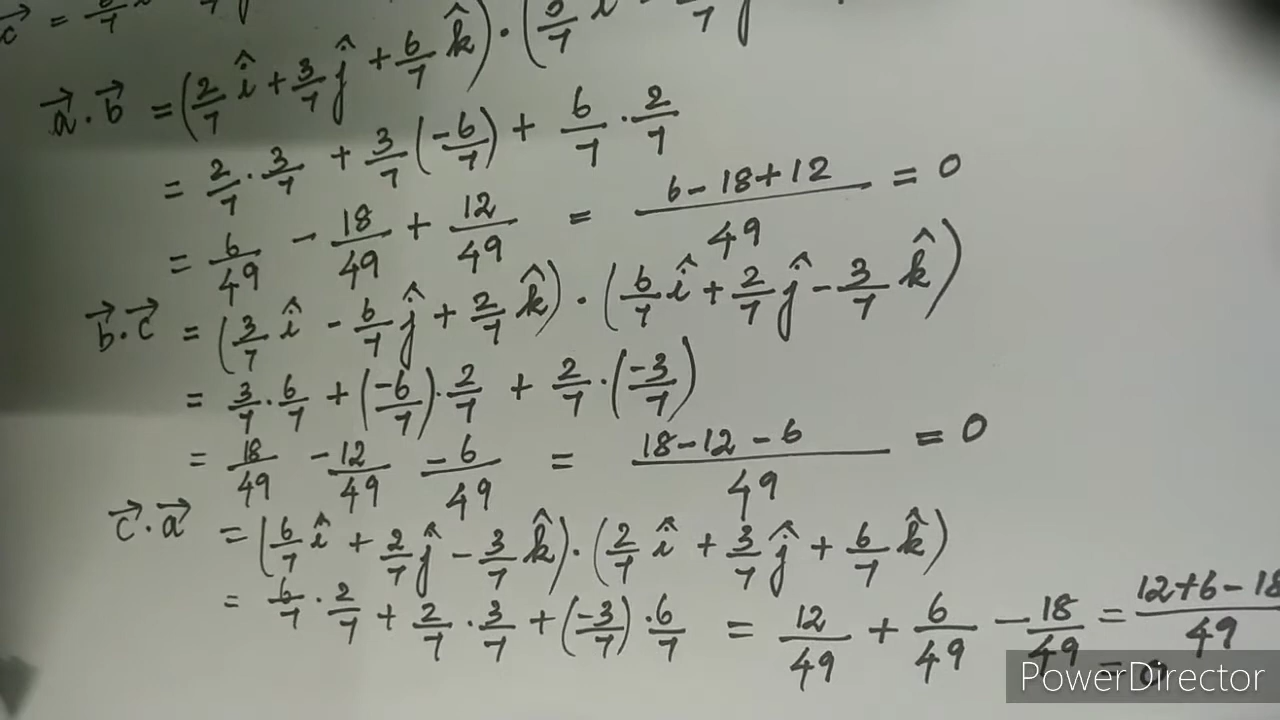 c⃗ =
a⃗.b⃗ = (2/7 î + 3/7 ĵ + 6/7 k̂).(
= 2/7 . 3/7 + 3/7 (-6/7) + 6/7 . 2/7
= 6/49 - 18/49 + 12/49 = (6-18+12)/49 = 0
b⃗.c⃗ = (3/7 î - 6/7 ĵ + 2/7 k̂) . (6/7 î + 2/7 ĵ - 3/7 k̂)
= 3/7 . 6/7 + (-6/7) . 2/7 + 2/7 . (-3/7)
= 18/49 - 12/49 - 6/49 = (18-12-6)/49 = 0
c⃗.a⃗ = (6/7 î + 2/7 ĵ - 3/7 k̂).(2/7 î + 3/7 ĵ + 6/7 k̂)
= 6/7 . 2/7 + 2/7 . 3/7 + (-3/7) . 6/7 = 12/49 + 6/49 - 18/49 = (12+6-18)/49
= 0
PowerDirector